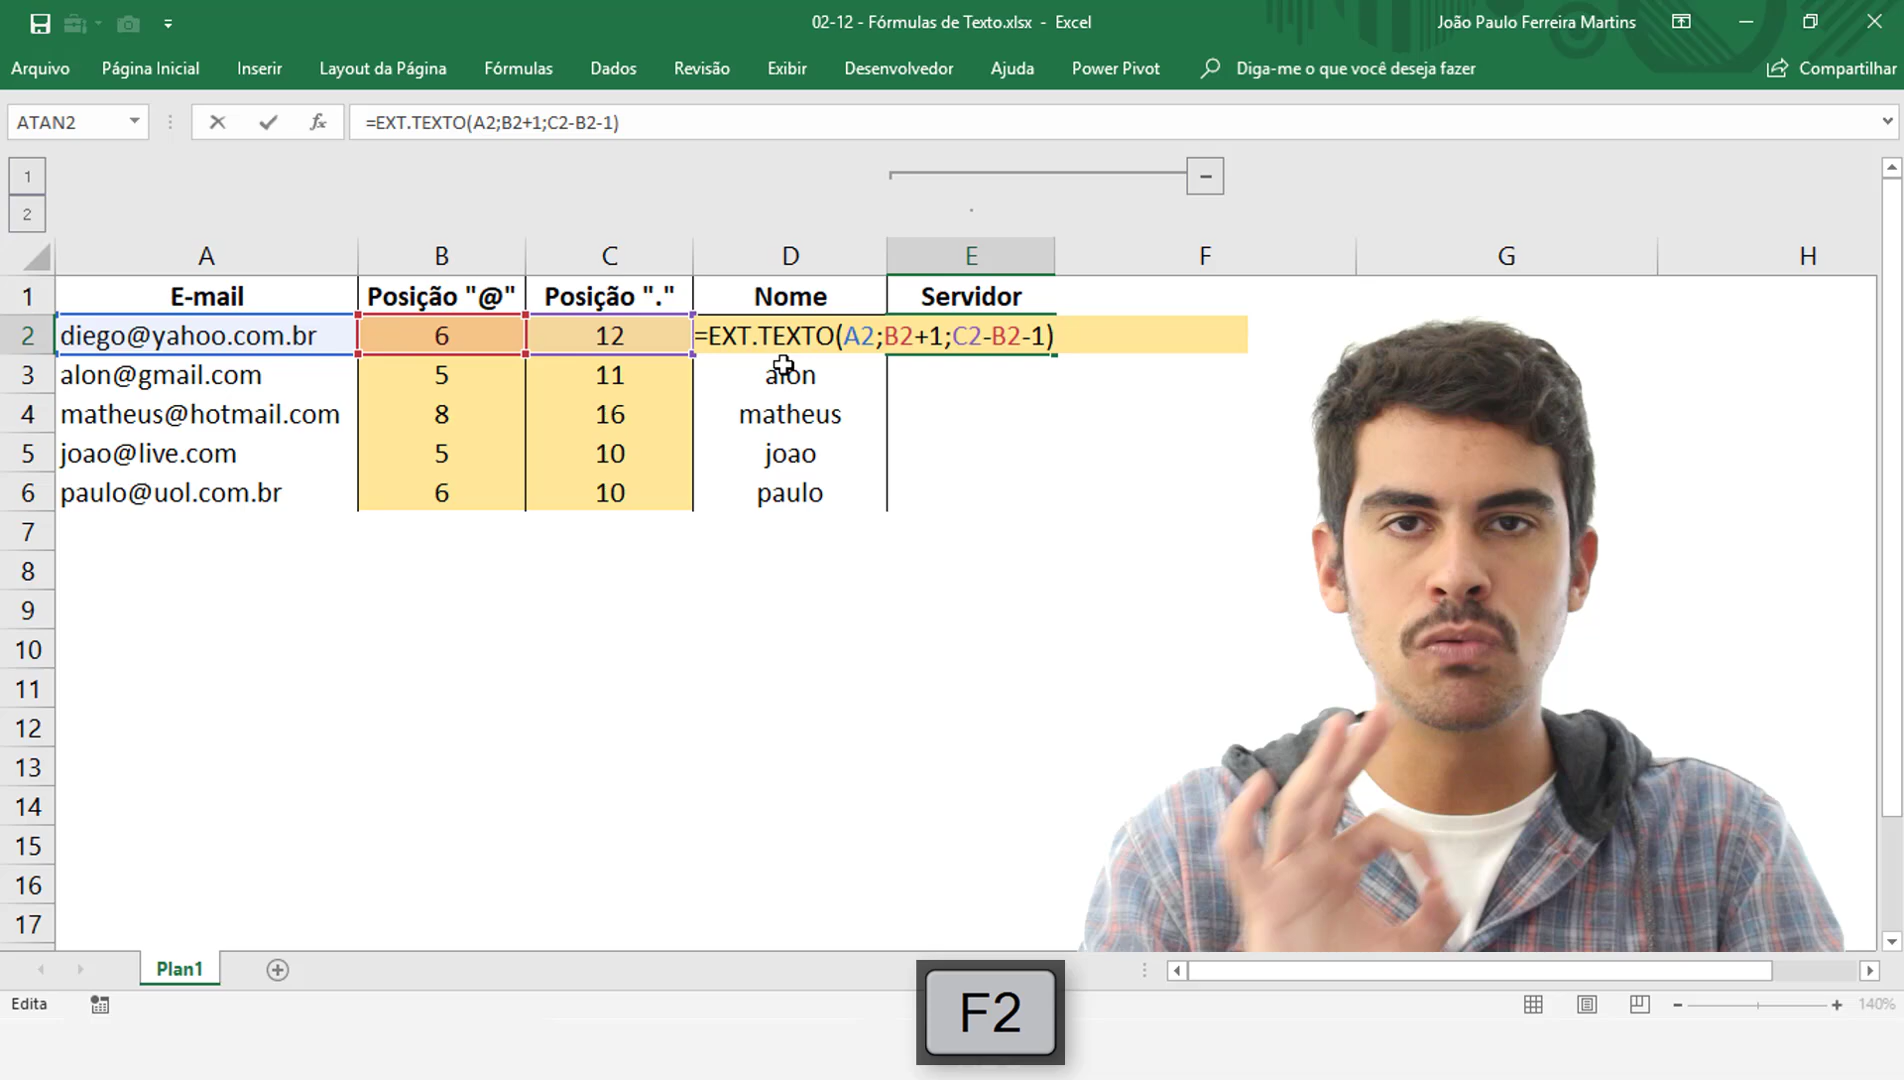 02-12 - Fórmulas de Texto.xlsx - Excel
João Paulo Ferreira Martins
Arquivo Página Inicial Inserir Layout da Página Fórmulas Dados Revisão Exibir Desenvolvedor Ajuda Power Pivot Diga-me o que você deseja fazer Compartilhar
ATAN2 fx =EXT.TEXTO(A2;B2+1;C2-B2-1)
1
2
A B C D E F G H
1 E-mail Posição "@" Posição "." Nome Servidor
2 diego@yahoo.com.br 6 12 =EXT.TEXTO(A2;B2+1;C2-B2-1)
3 alon@gmail.com 5 11 alon
4 matheus@hotmail.com 8 16 matheus
5 joao@live.com 5 10 joao
6 paulo@uol.com.br 6 10 paulo
7
8
9
10
11
12
13
14
15
16
17
Plan1
F2
Edita 140%